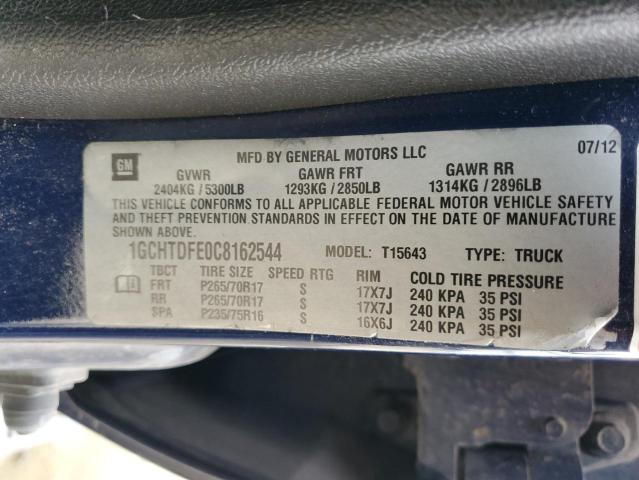 07/12
GM MFD BY GENERAL MOTORS LLC
GVWR GAWR FRT GAWR RR
2404KG / 5300LB 1293KG / 2850LB 1314KG / 2896LB
THIS VEHICLE CONFORMS TO ALL APPLICABLE FEDERAL MOTOR VEHICLE SAFETY
AND THEFT PREVENTION STANDARDS IN EFFECT ON THE DATE OF MANUFACTURE
SHOWN ABOVE.
1GCHTDFE0C8162544 MODEL: T15643 TYPE: TRUCK
TBCT TIRE SIZE SPEED RTG RIM COLD TIRE PRESSURE
FRT P265/70R17 S 17X7J 240 KPA 35 PSI
RR P265/70R17 S 17X7J 240 KPA 35 PSI
SPA P235/75R16 S 16X6J 240 KPA 35 PSI